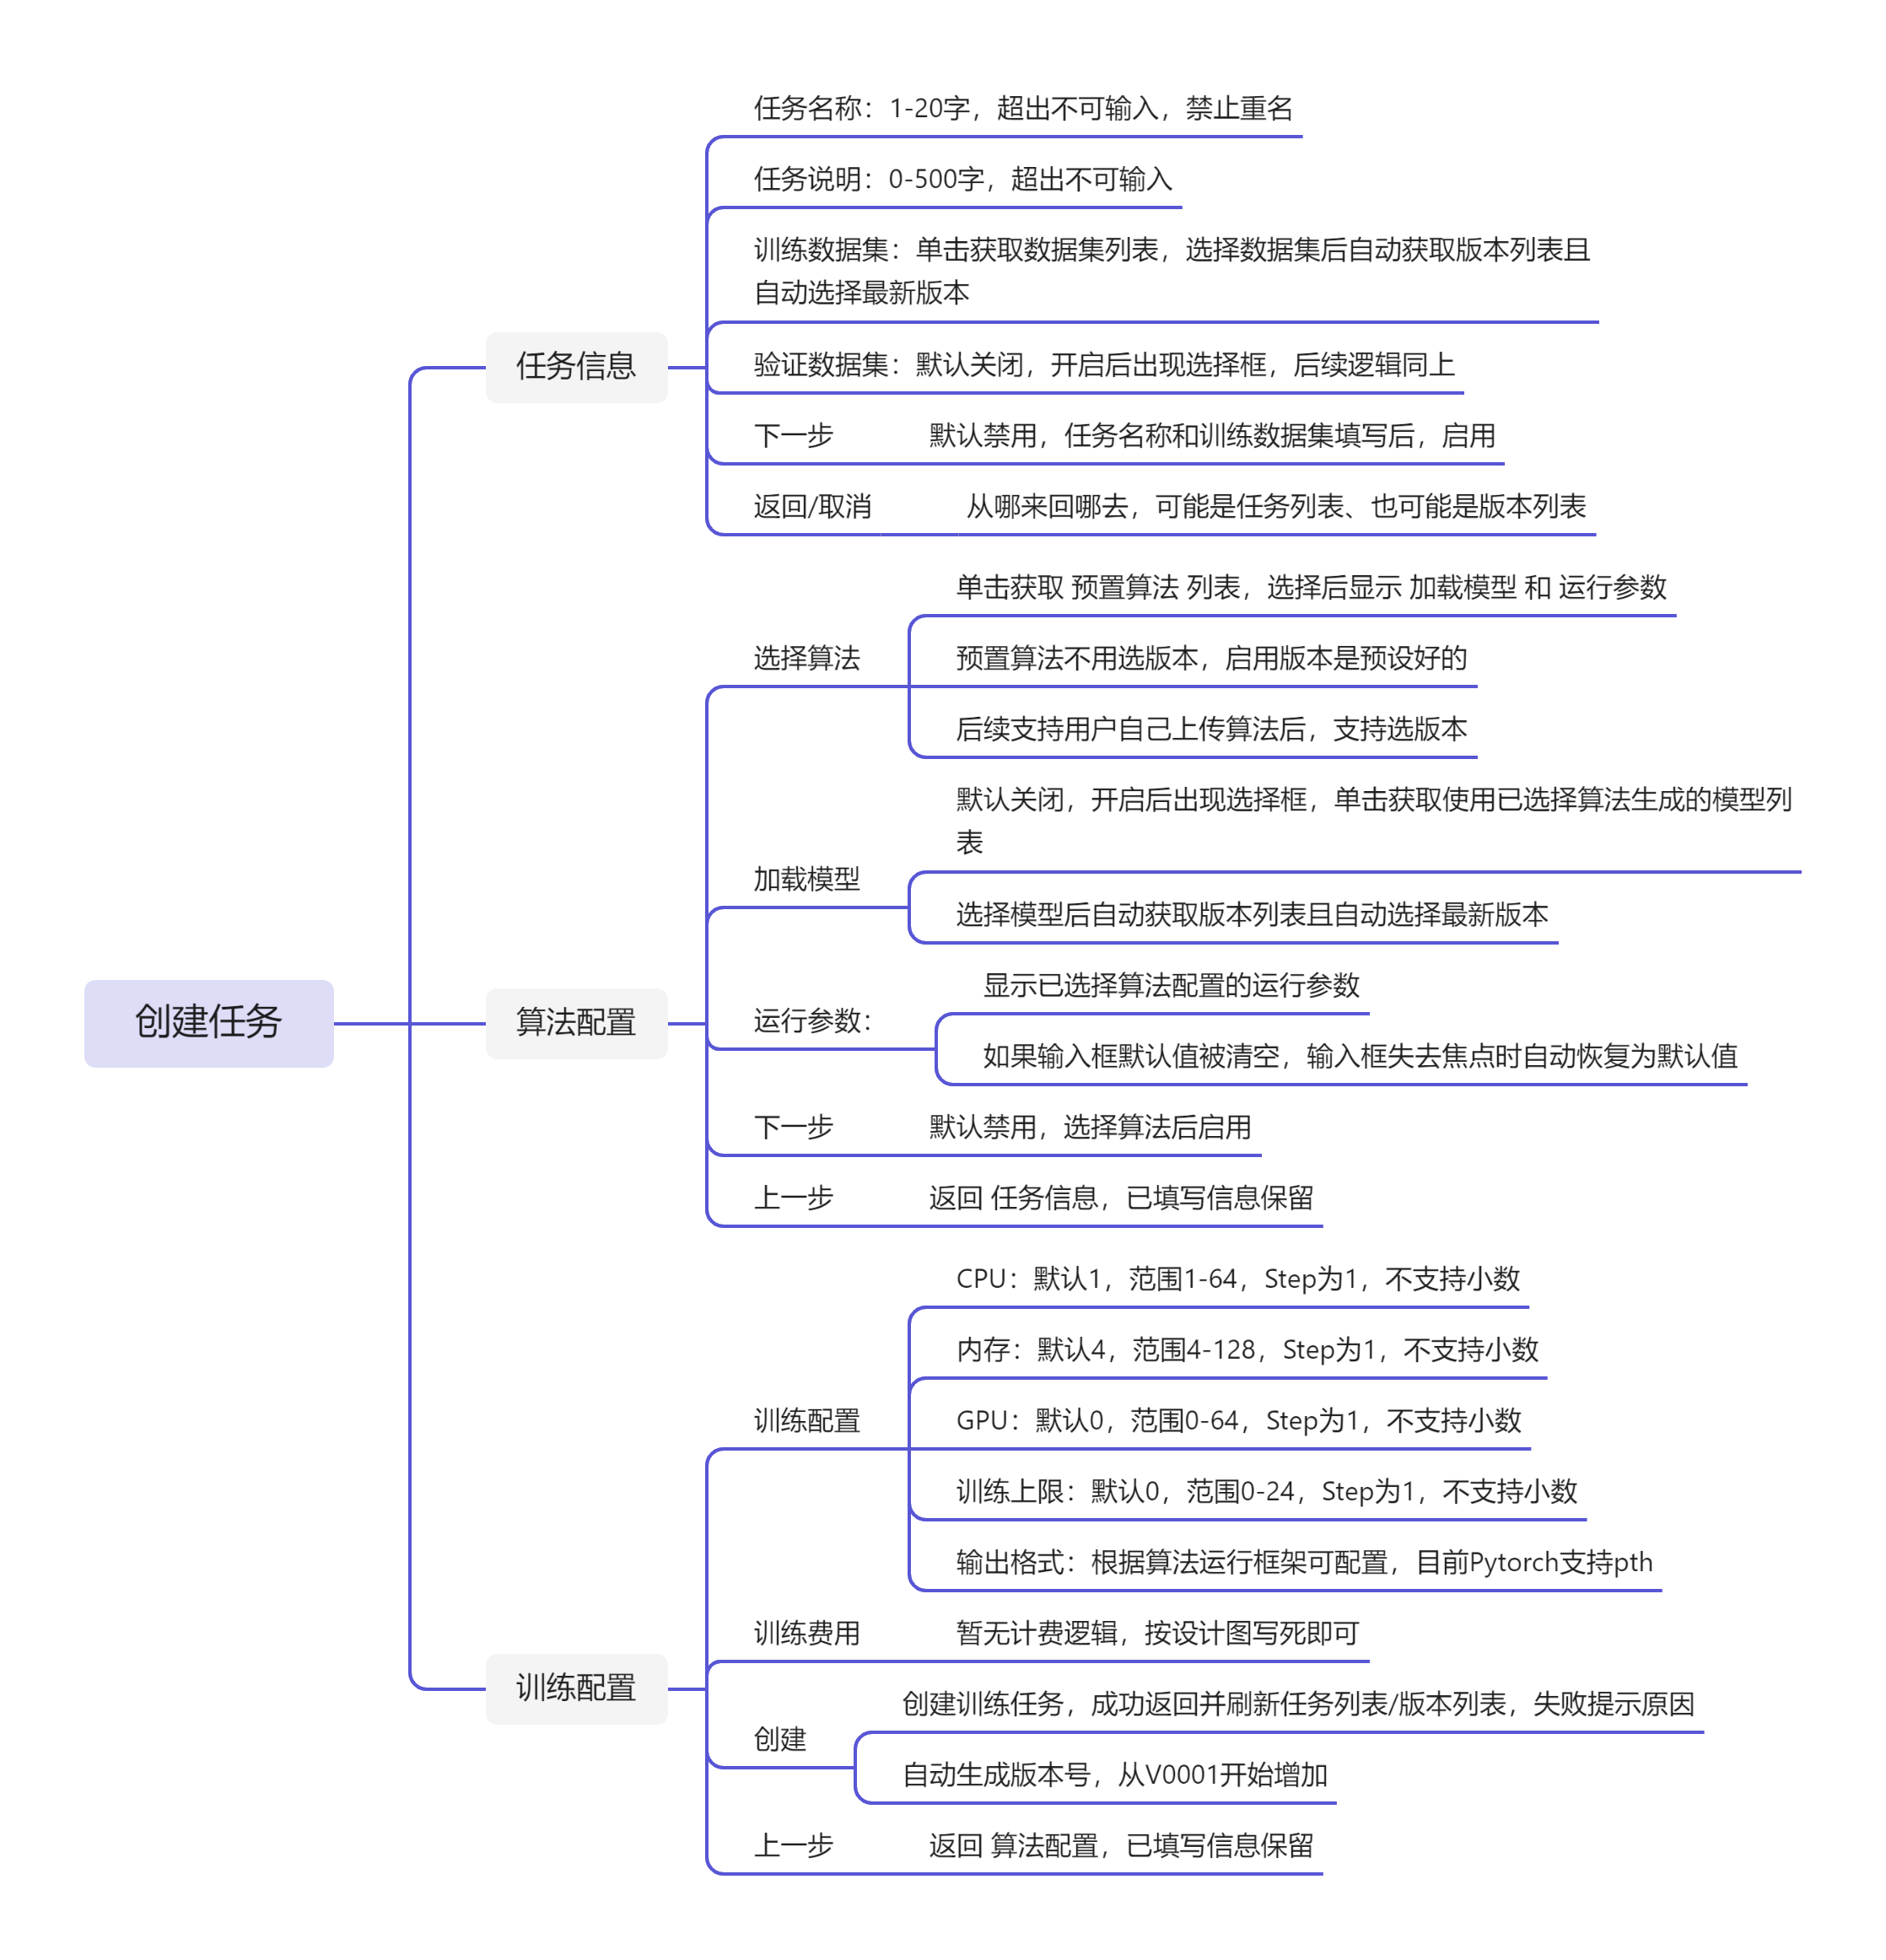 创建任务
任务信息
任务名称：1-20字，超出不可输入，禁止重名
任务说明：0-500字，超出不可输入
训练数据集：单击获取数据集列表，选择数据集后自动获取版本列表且
自动选择最新版本
验证数据集：默认关闭，开启后出现选择框，后续逻辑同上
下一步
默认禁用，任务名称和训练数据集填写后，启用
返回/取消
从哪来回哪去，可能是任务列表、也可能是版本列表
算法配置
选择算法
单击获取 预置算法 列表，选择后显示 加载模型 和 运行参数
预置算法不用选版本，启用版本是预设好的
后续支持用户自己上传算法后，支持选版本
加载模型
默认关闭，开启后出现选择框，单击获取使用已选择算法生成的模型列
表
选择模型后自动获取版本列表且自动选择最新版本
运行参数：
显示已选择算法配置的运行参数
如果输入框默认值被清空，输入框失去焦点时自动恢复为默认值
下一步
默认禁用，选择算法后启用
上一步
返回 任务信息，已填写信息保留
训练配置
训练配置
CPU：默认1，范围1-64，Step为1，不支持小数
内存：默认4，范围4-128，Step为1，不支持小数
GPU：默认0，范围0-64，Step为1，不支持小数
训练上限：默认0，范围0-24，Step为1，不支持小数
输出格式：根据算法运行框架可配置，目前Pytorch支持pth
训练费用
暂无计费逻辑，按设计图写死即可
创建
创建训练任务，成功返回并刷新任务列表/版本列表，失败提示原因
自动生成版本号，从V0001开始增加
上一步
返回 算法配置，已填写信息保留